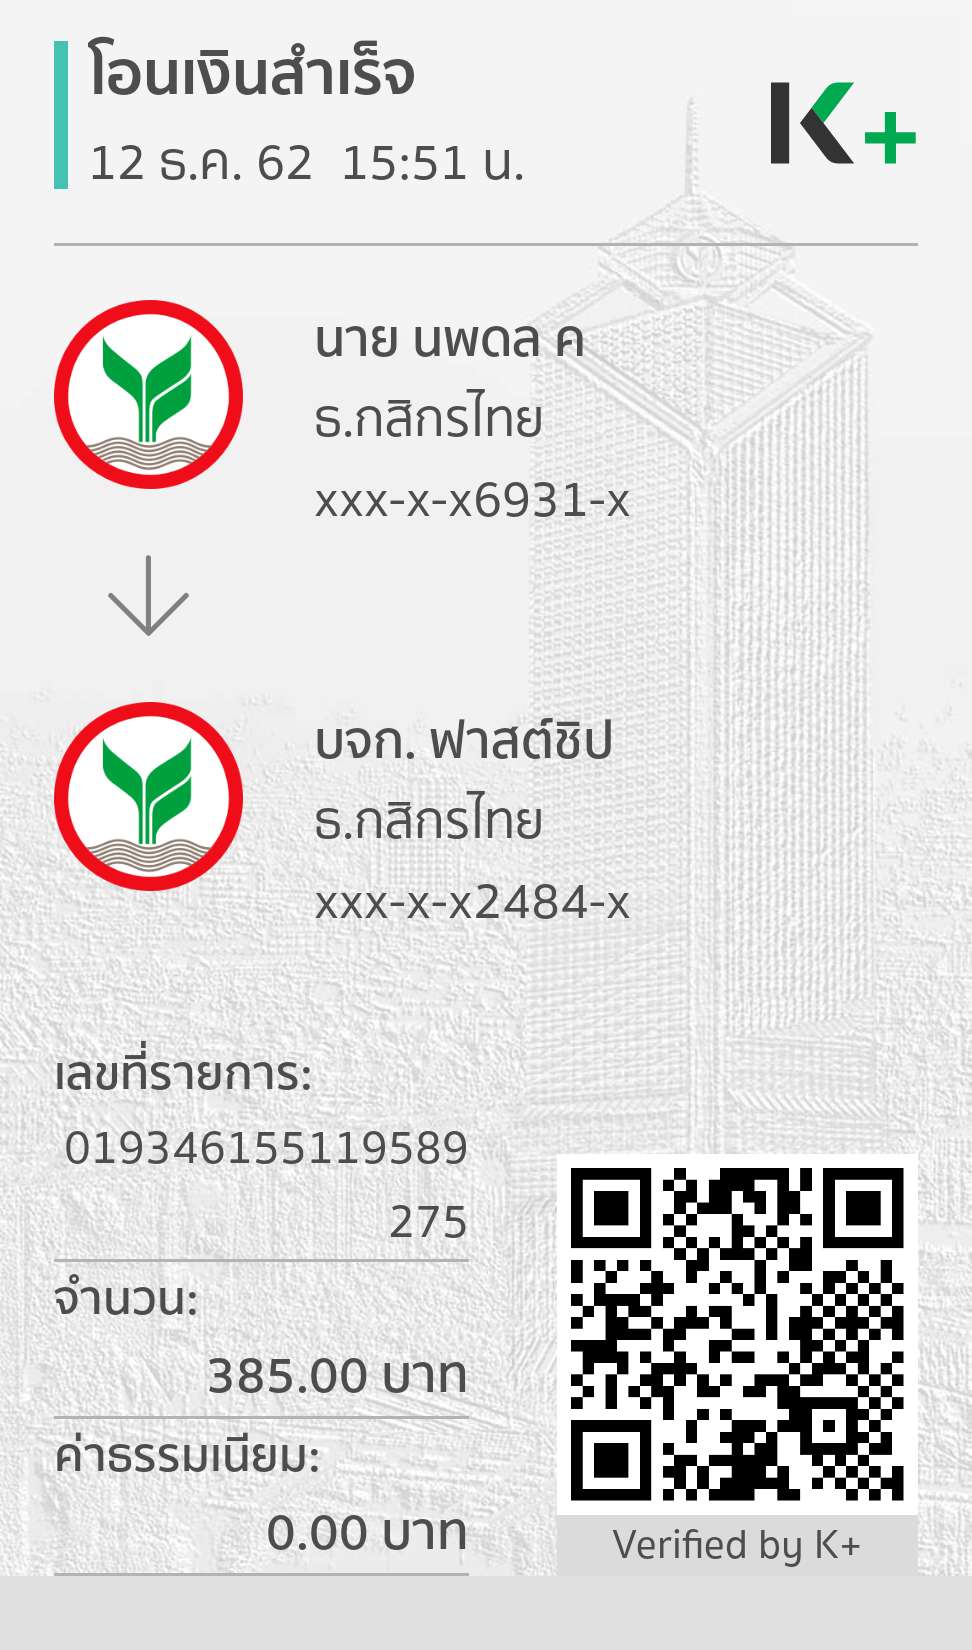 โอนเงินสำเร็จ
12 ธ.ค. 62 15:51 น.
K+
นาย นพดล ค
ธ.กสิกรไทย
xxx-x-x6931-x
บจก. ฟาสต์ชิป
ธ.กสิกรไทย
xxx-x-x2484-x
เลขที่รายการ:
019346155119589
275
จำนวน:
385.00 บาท
ค่าธรรมเนียม:
0.00 บาท
Verified by K+